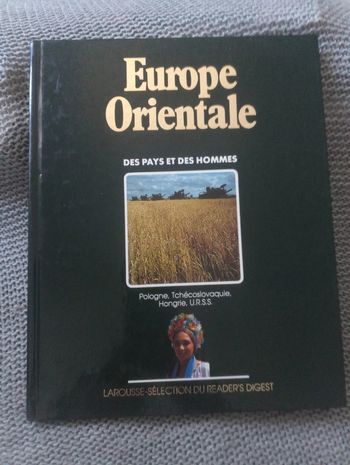 Europe
Orientale
DES PAYS ET DES HOMMES
Pologne, Tchécoslovaquie,
Hongrie, U.R.S.S.
LAROUSSE-SÉLECTION DU READER'S DIGEST